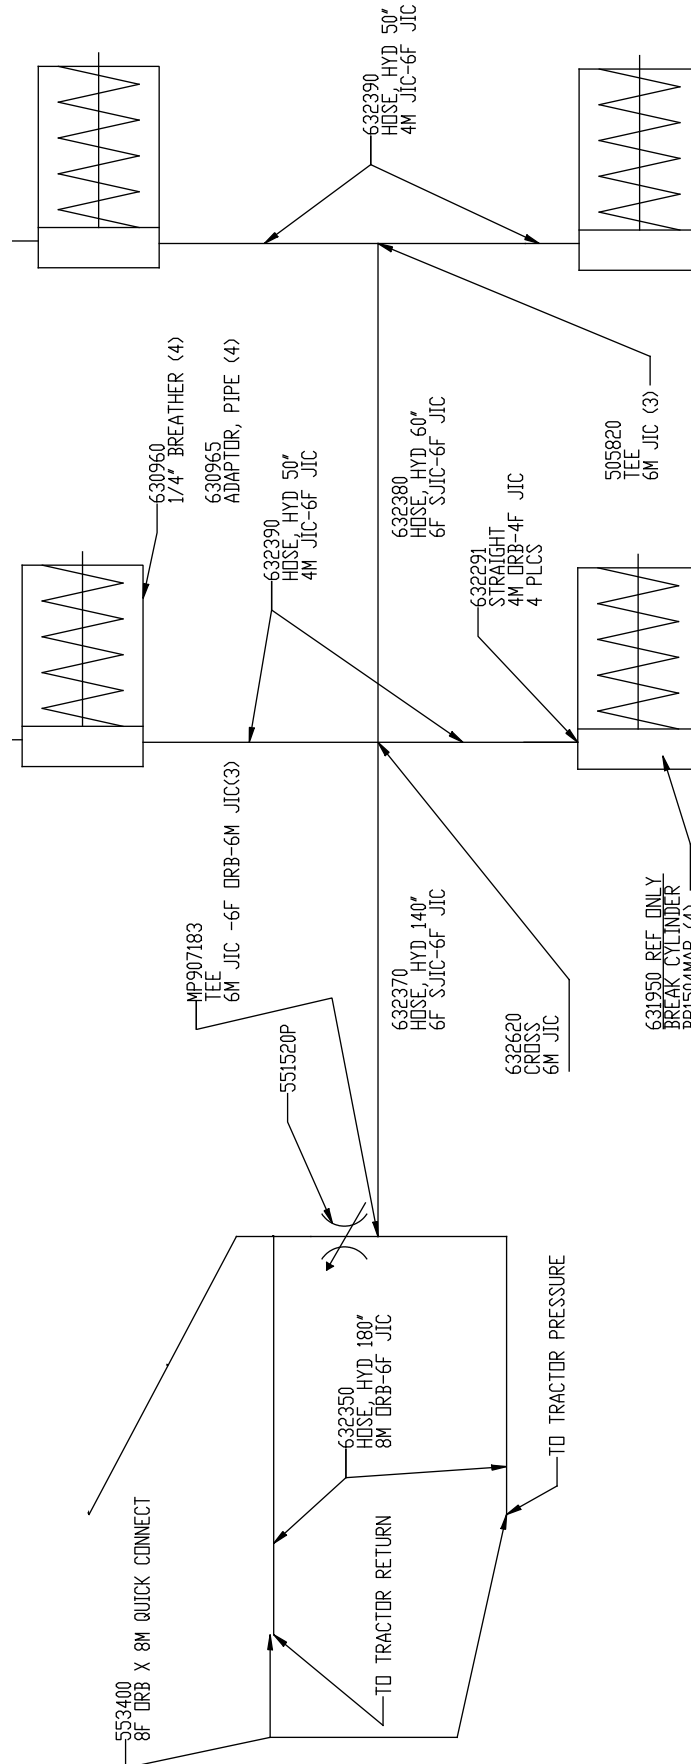 632390
HOSE, HYD 50"
4M JIC-6F JIC
630960
1/4" BREATHER (4)
630965
ADAPTOR, PIPE (4)
632390
HOSE, HYD 50"
4M JIC-6F JIC
632380
HOSE, HYD 60"
6F SJIC-6F JIC
505820
TEE
6M JIC (3)
632291
STRAIGHT
4M ORB-4F JIC
4 PLCS
MP907183
TEE
6M JIC -6F ORB-6M JIC(3)
551520P
632370
HOSE, HYD 140"
6F SJIC-6F JIC
632620
CROSS
6M JIC
631950 REF ONLY
BREAK CYLINDER
632350
HOSE, HYD 180"
8M ORB-6F JIC
TO TRACTOR PRESSURE
553400
8F ORB X 8M QUICK CONNECT
TO TRACTOR RETURN